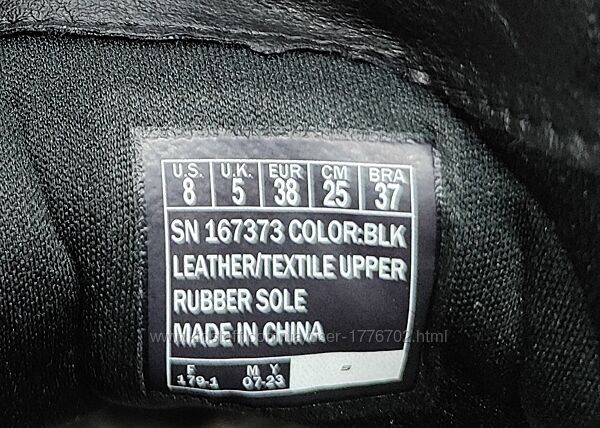 U.S. U.K. EUR CM BRA
8 5 38 25 37
SN 167373 COLOR:BLK
LEATHER/TEXTILE UPPER
RUBBER SOLE
MADE IN CHINA
F M Y
179-1 07-23